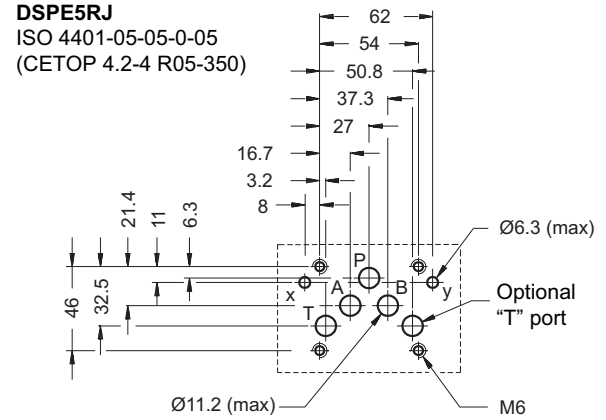 DSPE5RJ
ISO 4401-05-05-0-05
(CETOP 4.2-4 R05-350)
62
54
50.8
37.3
27
16.7
3.2
8
21.4
11
6.3
46
32.5
Ø6.3 (max)
P
x
A
B
y
T
Optional
“T” port
Ø11.2 (max)
M6